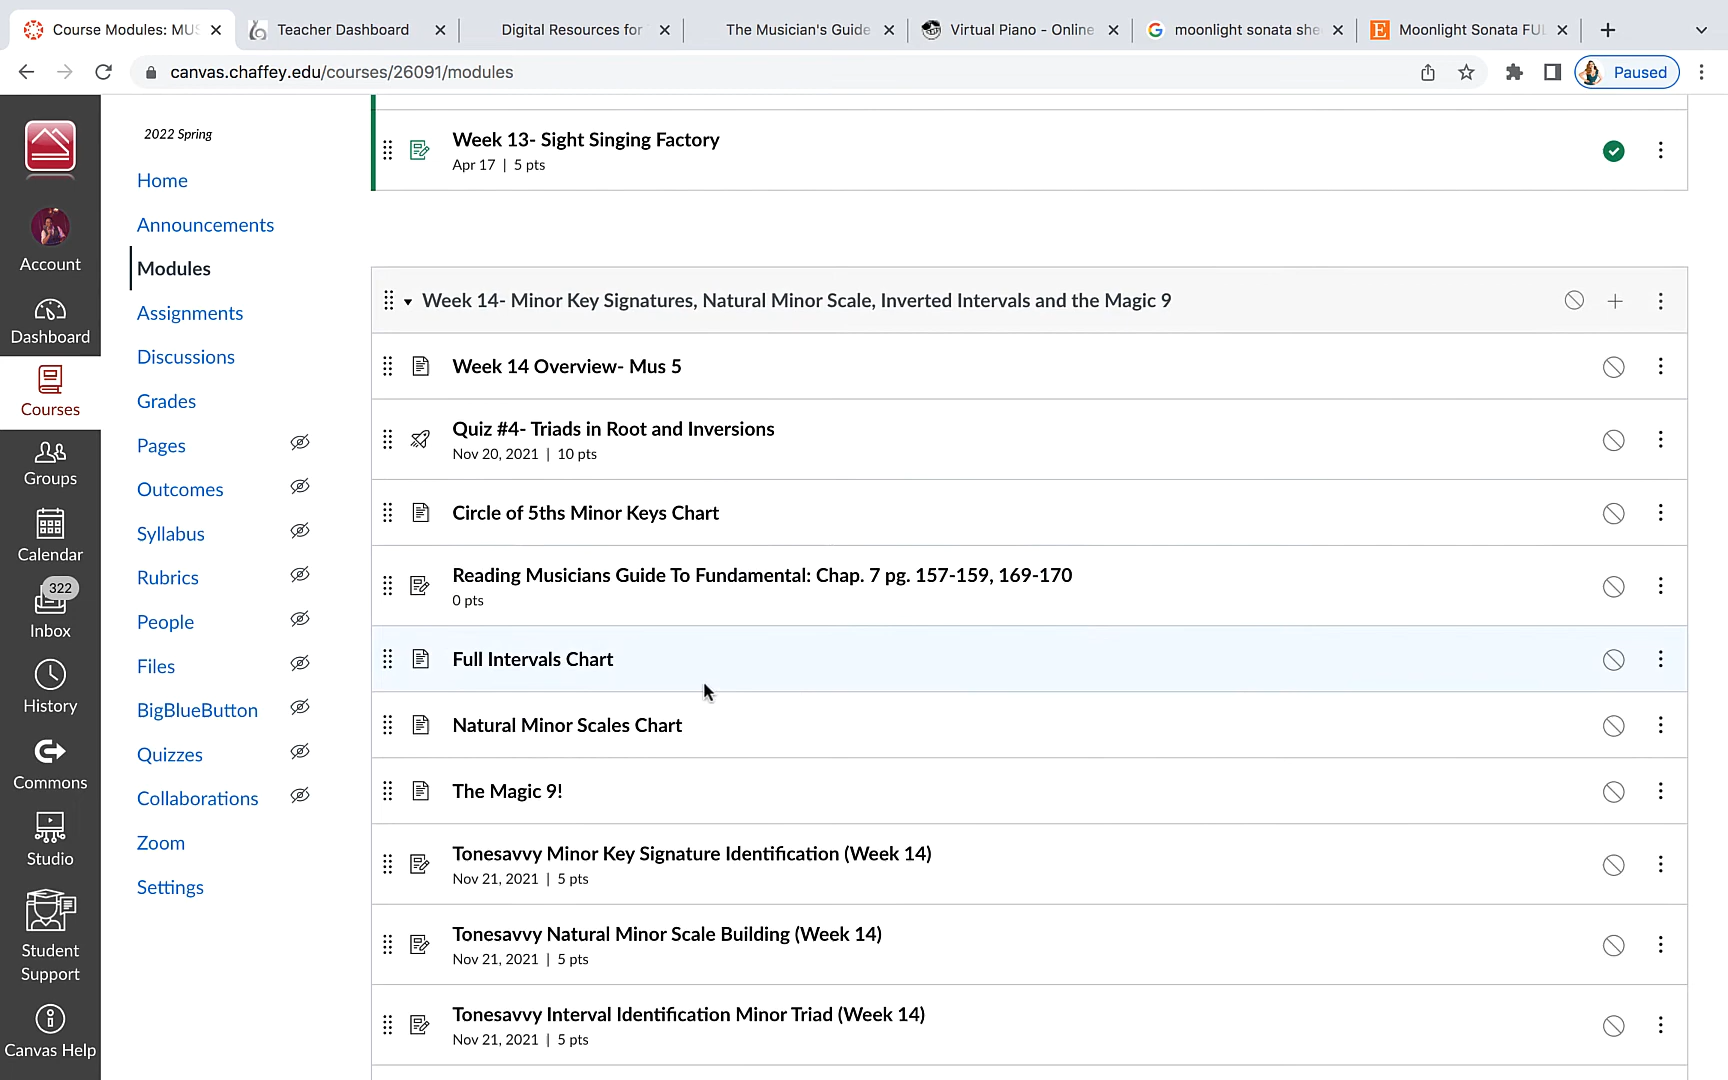 Course Modules: MUS
Teacher Dashboard
Digital Resources for
The Musician's Guide
Virtual Piano - Online
moonlight sonata she
Moonlight Sonata FUL
canvas.chaffey.edu/courses/26091/modules
Paused
Account
Dashboard
Courses
Groups
Calendar
322
Inbox
History
Commons
Studio
Student
Support
Canvas Help
2022 Spring
Home
Announcements
Modules
Assignments
Discussions
Grades
Pages
Outcomes
Syllabus
Rubrics
People
Files
BigBlueButton
Quizzes
Collaborations
Zoom
Settings
Week 13- Sight Singing Factory
Apr 17 | 5 pts
Week 14- Minor Key Signatures, Natural Minor Scale, Inverted Intervals and the Magic 9
Week 14 Overview- Mus 5
Quiz #4- Triads in Root and Inversions
Nov 20, 2021 | 10 pts
Circle of 5ths Minor Keys Chart
Reading Musicians Guide To Fundamental: Chap. 7 pg. 157-159, 169-170
0 pts
Full Intervals Chart
Natural Minor Scales Chart
The Magic 9!
Tonesavvy Minor Key Signature Identification (Week 14)
Nov 21, 2021 | 5 pts
Tonesavvy Natural Minor Scale Building (Week 14)
Nov 21, 2021 | 5 pts
Tonesavvy Interval Identification Minor Triad (Week 14)
Nov 21, 2021 | 5 pts